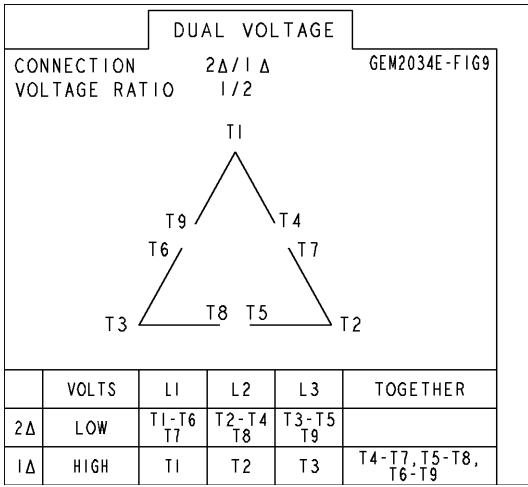 DUAL VOLTAGE
CONNECTION 2Δ/1 Δ GEM2034E-FIG9
VOLTAGE RATIO 1/2
T1
T9 T4
T6 T7
T3 T8 T5 T2
VOLTS L1 L2 L3 TOGETHER
2Δ LOW T1-T6 T7 T2-T4 T8 T3-T5 T9
1Δ HIGH T1 T2 T3 T4-T7, T5-T8, T6-T9